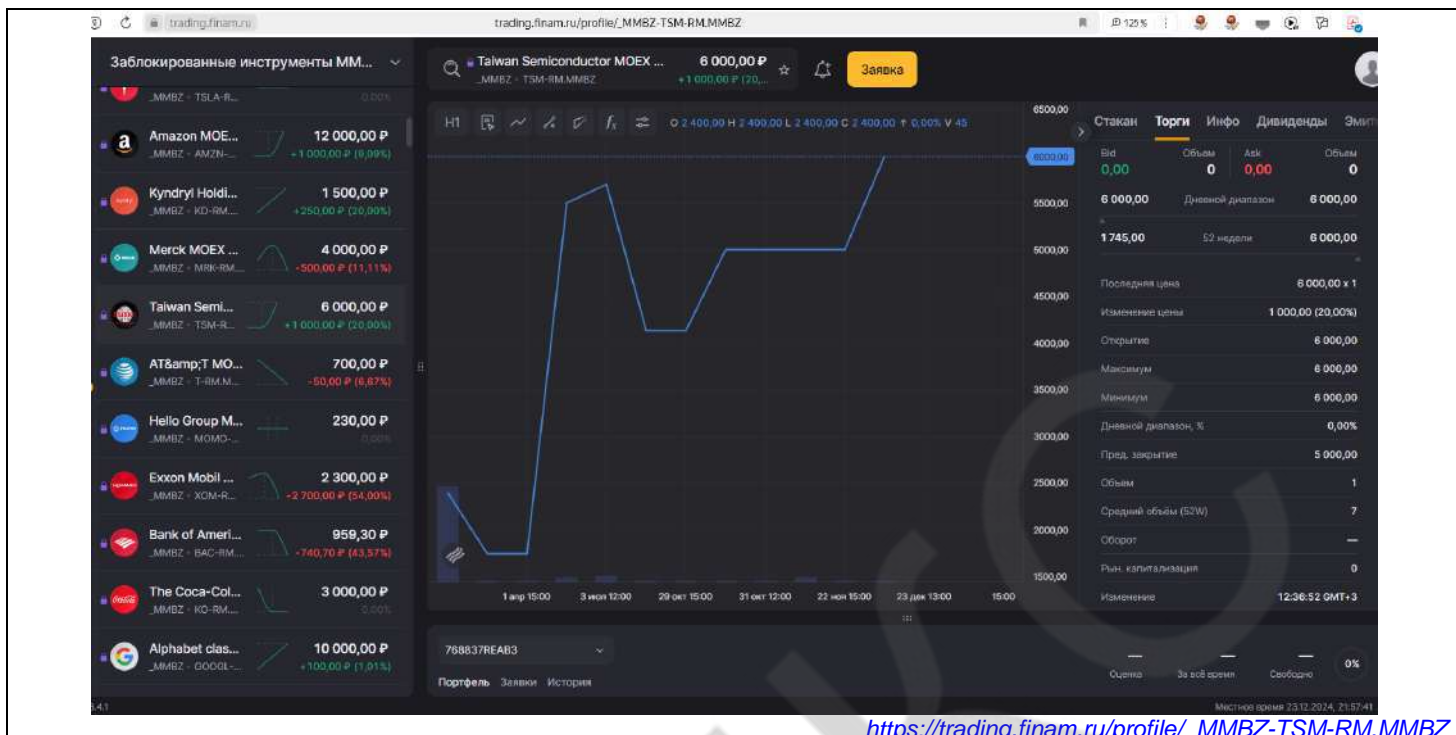 trading.finam.ru
trading.finam.ru/profile/_MMBZ-TSM-RM.MMBZ
125 %
Заблокированные инструменты ММ...
_MMBZ - TSLA-R...
0,00%
Amazon MOE...
12 000,00 ₽
_MMBZ - AMZN-...
+1 000,00 ₽ (9,09%)
Kyndryl Holdi...
1 500,00 ₽
_MMBZ - KD-RM....
+250,00 ₽ (20,00%)
Merck MOEX ...
4 000,00 ₽
_MMBZ - MRK-RM...
-500,00 ₽ (11,11%)
Taiwan Semi...
6 000,00 ₽
_MMBZ - TSM-R...
+1 000,00 ₽ (20,00%)
AT&amp;T MO...
700,00 ₽
_MMBZ - T-RM.M...
-50,00 ₽ (6,67%)
Hello Group M...
230,00 ₽
_MMBZ - MOMO-...
0,00%
Exxon Mobil ...
2 300,00 ₽
_MMBZ - XOM-R...
-2 700,00 ₽ (54,00%)
Bank of Ameri...
959,30 ₽
_MMBZ - BAC-RM....
-740,70 ₽ (43,57%)
The Coca-Col...
3 000,00 ₽
_MMBZ - KO-RM....
0,00%
Alphabet clas...
10 000,00 ₽
_MMBZ - GOOGL-...
+100,00 ₽ (1,01%)
Taiwan Semiconductor MOEX ...
6 000,00 ₽
_MMBZ - TSM-RM.MMBZ
+1 000,00 ₽ (20,...
Заявка
H1
O 2 400,00 H 2 400,00 L 2 400,00 C 2 400,00 ↑ 0,00% V 45
6500,00
6000,00
5500,00
5000,00
4500,00
4000,00
3500,00
3000,00
2500,00
2000,00
1500,00
1 апр 15:00 3 июл 12:00 29 окт 15:00 31 окт 12:00 22 ноя 15:00 23 дек 13:00 15:00
Стакан Торги Инфо Дивиденды Эмит
Bid Объем Ask Объем
0,00 0 0,00 0
6 000,00 Дневной диапазон 6 000,00
1 745,00 52 недели 6 000,00
Последняя цена 6 000,00 x 1
Изменение цены 1 000,00 (20,00%)
Открытие 6 000,00
Максимум 6 000,00
Минимум 6 000,00
Дневной диапазон, % 0,00%
Пред. закрытие 5 000,00
Объем 1
Средний объём (52W) 7
Оборот —
Рын. капитализация 0
Изменение 12:36:52 GMT+3
768837REAB3
Портфель Заявки История
— — —
Оценка За всё время Свободно
0%
Местное время 23.12.2024, 21:57:41
https://trading.finam.ru/profile/_MMBZ-TSM-RM.MMBZ